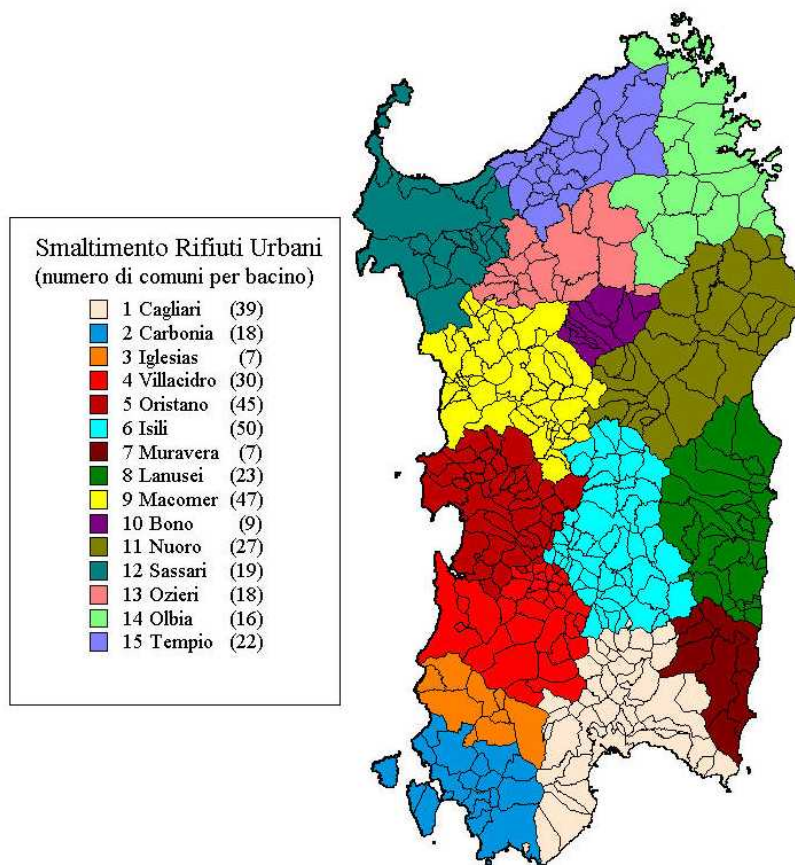 Smaltimento Rifiuti Urbani
(numero di comuni per bacino)
1 Cagliari (39)
2 Carbonia (18)
3 Iglesias (7)
4 Villacidro (30)
5 Oristano (45)
6 Isili (50)
7 Muravera (7)
8 Lanusei (23)
9 Macomer (47)
10 Bono (9)
11 Nuoro (27)
12 Sassari (19)
13 Ozieri (18)
14 Olbia (16)
15 Tempio (22)